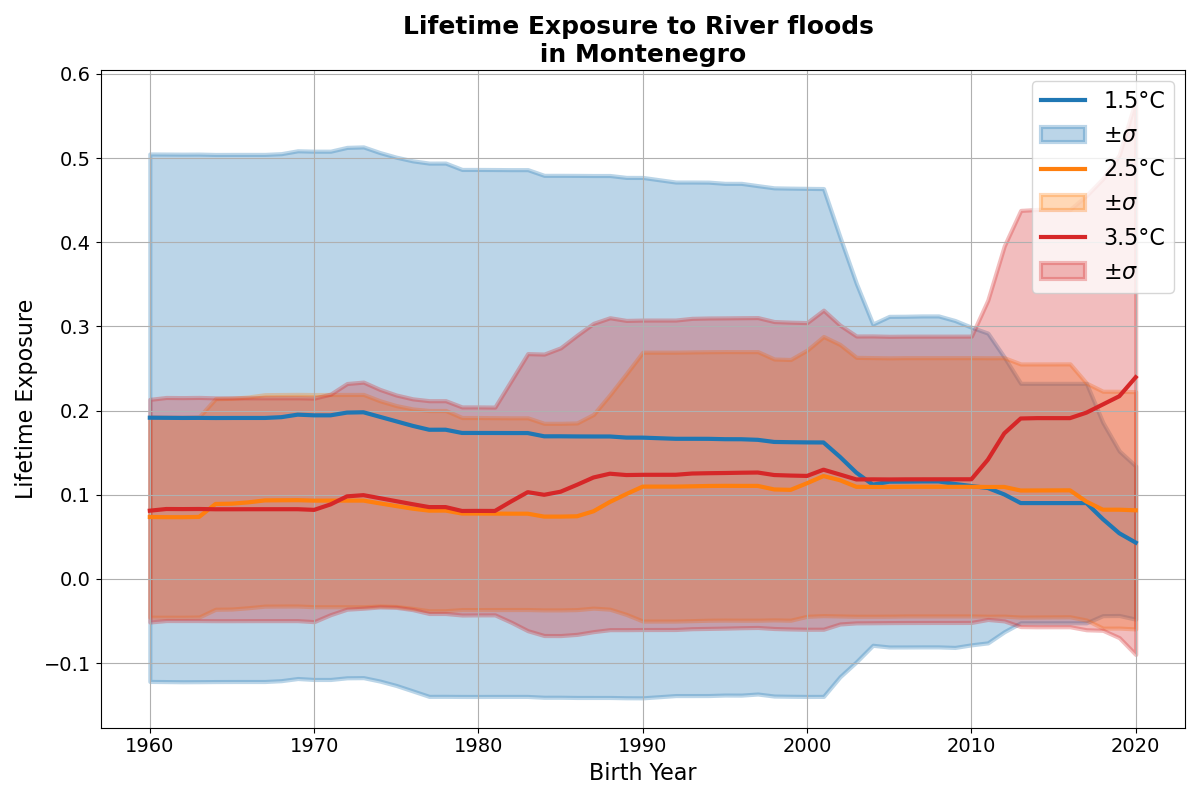 Lifetime Exposure to River floods
in Montenegro
0.6
0.5
0.4
0.3
0.2
0.1
0.0
−0.1
Lifetime Exposure
1960
1970
1980
1990
2000
2010
2020
Birth Year
1.5°C
±σ
2.5°C
±σ
3.5°C
±σ